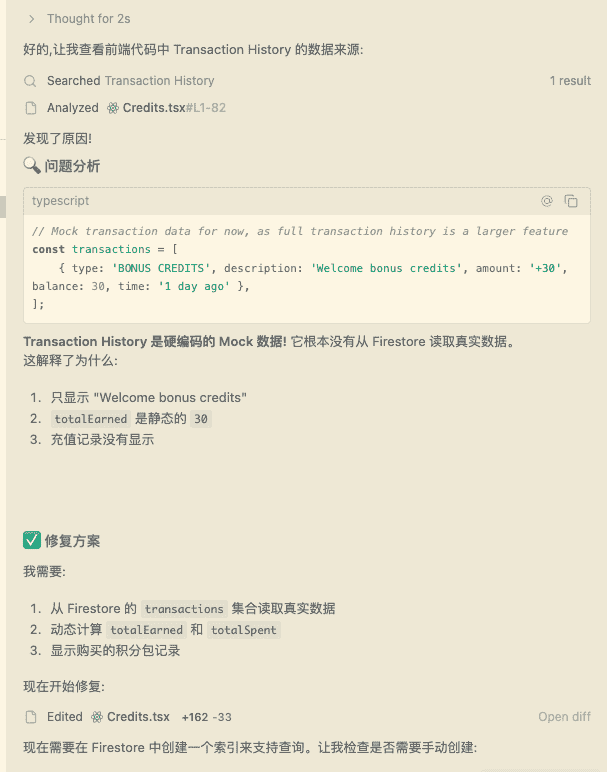 Thought for 2s
好的,让我查看前端代码中 Transaction History 的数据来源:
Searched Transaction History 1 result
Analyzed Credits.tsx#L1-82
发现了原因!
🔍 问题分析
typescript
// Mock transaction data for now, as full transaction history is a larger feature
const transactions = [
{ type: 'BONUS CREDITS', description: 'Welcome bonus credits', amount: '+30',
balance: 30, time: '1 day ago' },
];
Transaction History 是硬编码的 Mock 数据! 它根本没有从 Firestore 读取真实数据。
这解释了为什么:
1. 只显示 "Welcome bonus credits"
2. totalEarned 是静态的 30
3. 充值记录没有显示
✅ 修复方案
我需要:
1. 从 Firestore 的 transactions 集合读取真实数据
2. 动态计算 totalEarned 和 totalSpent
3. 显示购买的积分包记录
现在开始修复:
Edited Credits.tsx +162 -33 Open diff
现在需要在 Firestore 中创建一个索引来支持查询。让我检查是否需要手动创建: